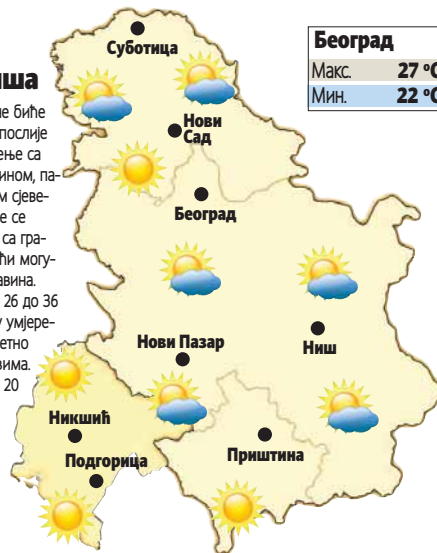 иша
е биће
послије
ење са
ином, па-
м сјеве-
е се
са гра-
ћи могу-
авина.
26 до 36
у умјере-
етно
вима.
20
Београд
Макс. 27 °C
Мин. 22 °C
Суботица
Нови
Сад
Београд
Нови Пазар
Ниш
Никшић
Подгорица
Приштина